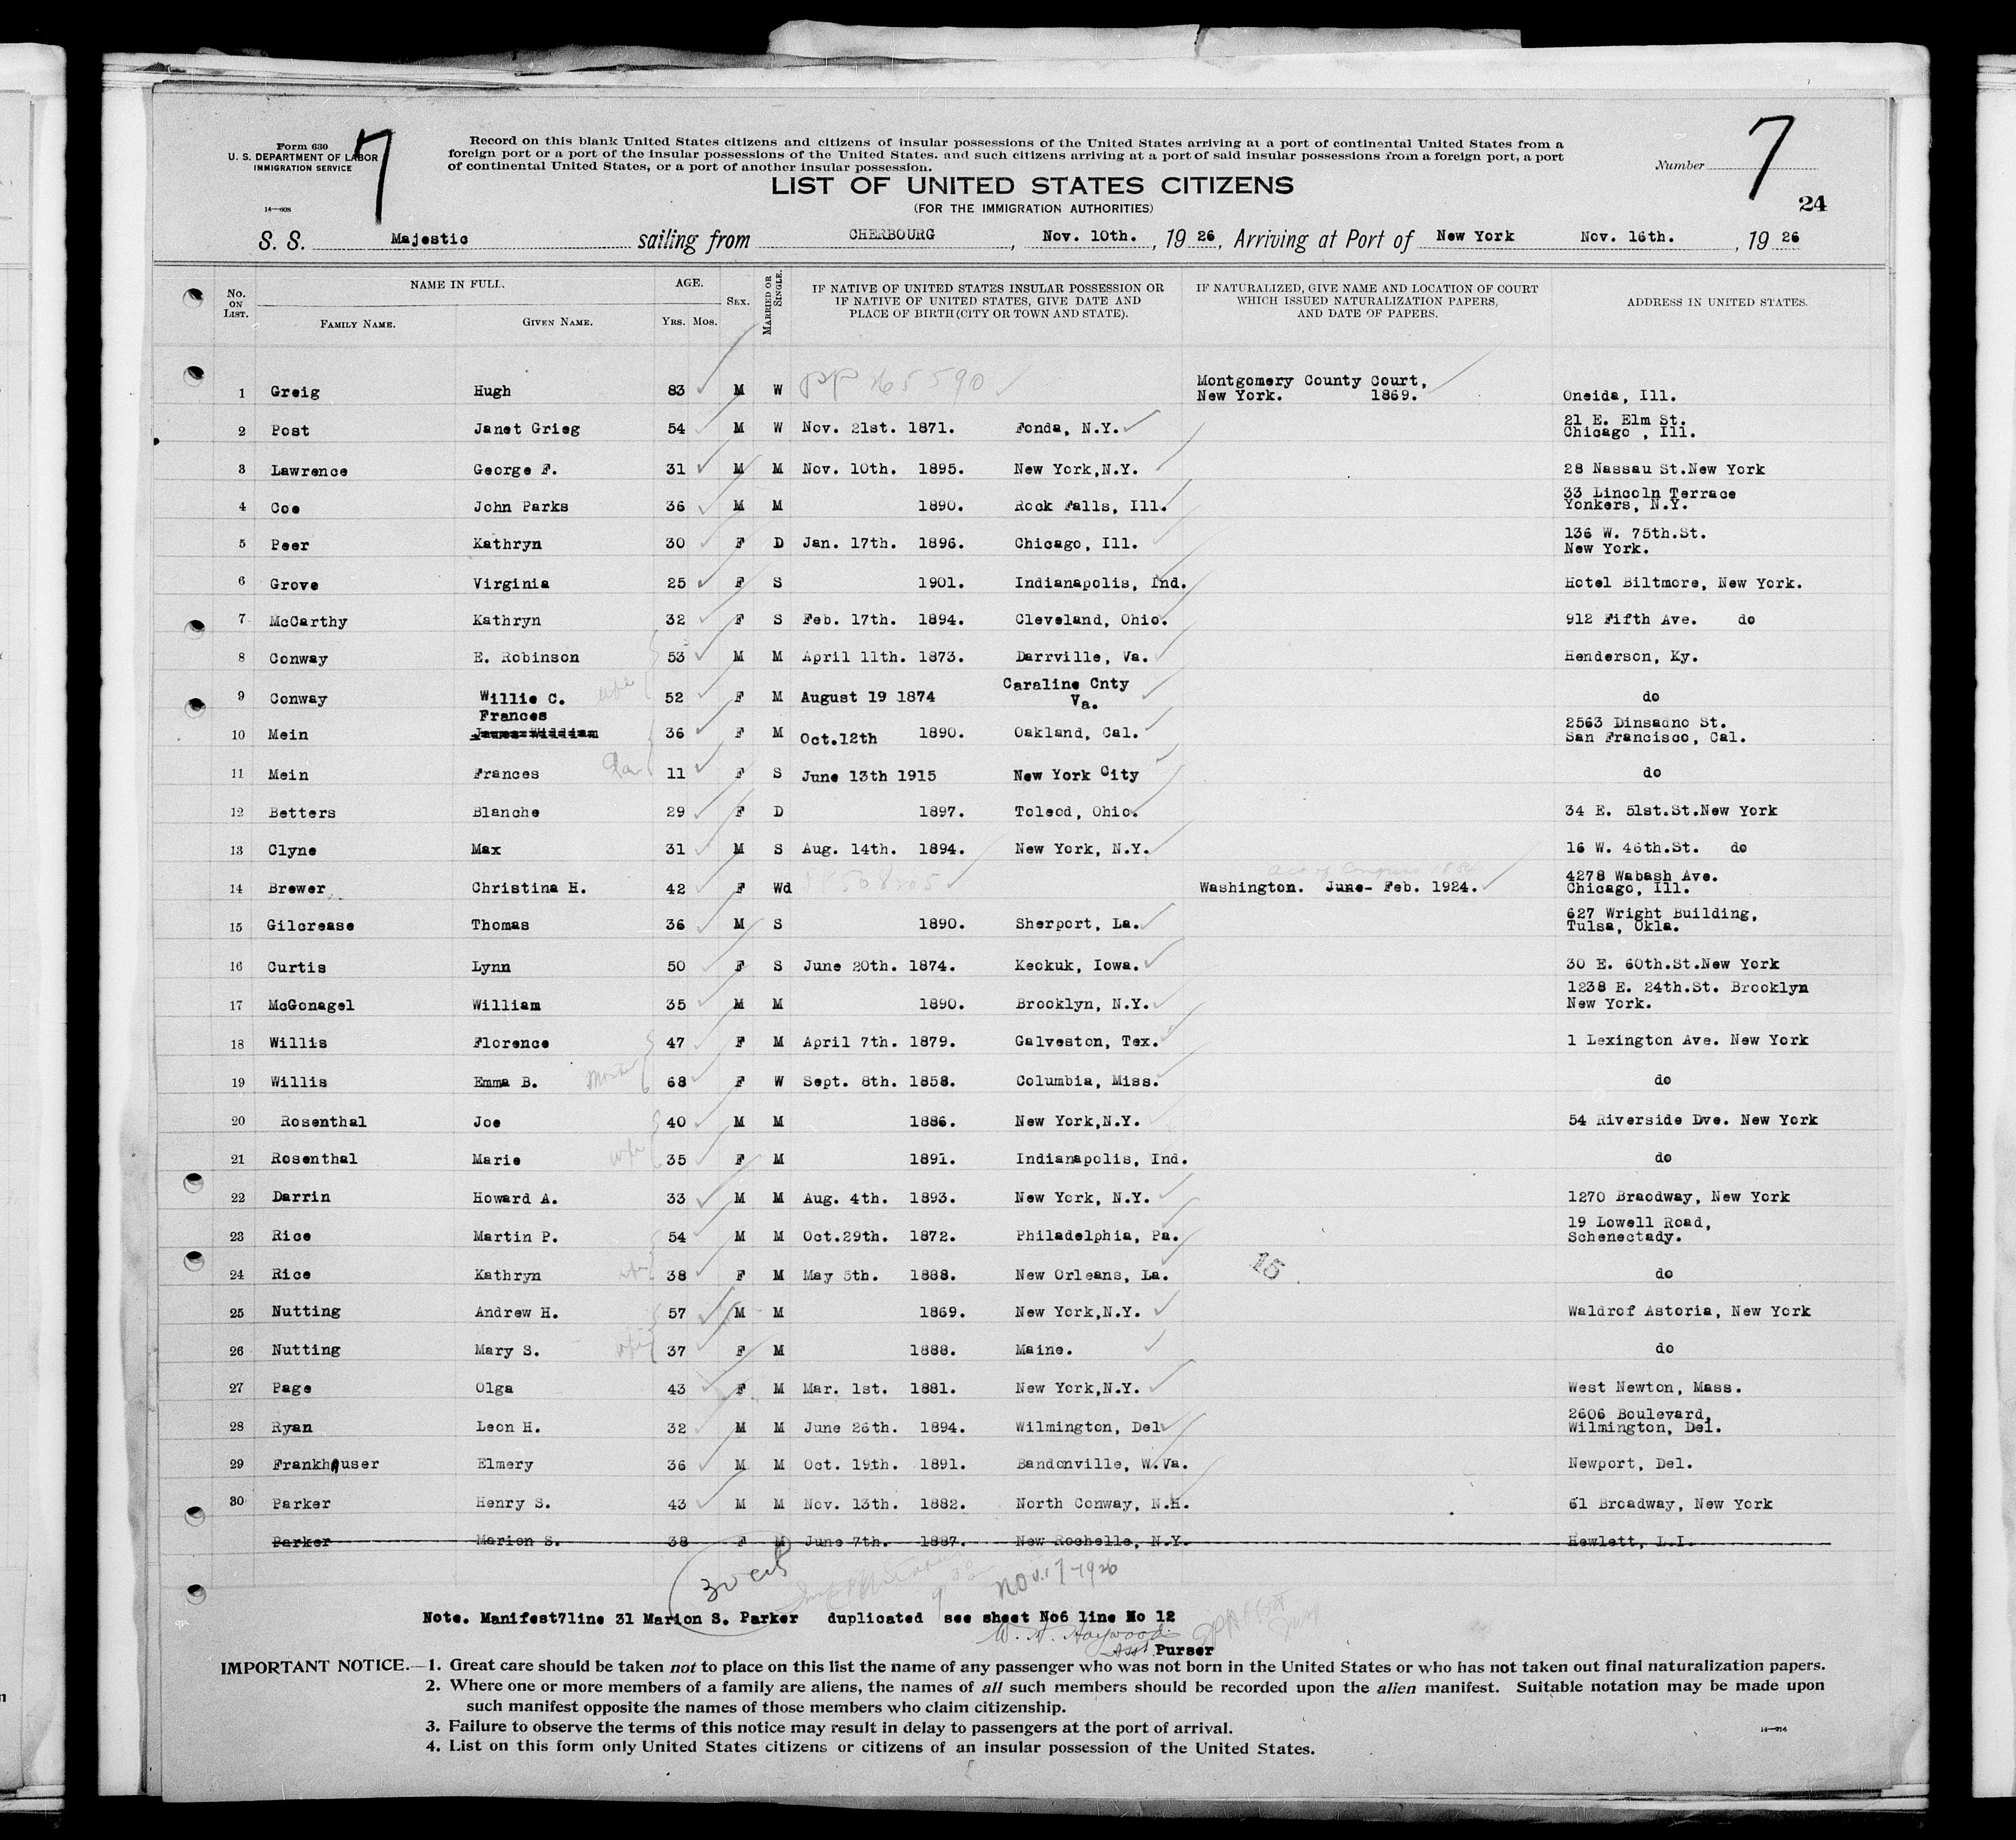 Form 630
U. S. DEPARTMENT OF LABOR
IMMIGRATION SERVICE
14—608
7
Record on this blank United States citizens and citizens of insular possessions of the United States arriving at a port of continental United States from a
foreign port or a port of the insular possessions of the United States. and such citizens arriving at a port of said insular possessions from a foreign port, a port
of continental United States, or a port of another insular possession.
Number 7
LIST OF UNITED STATES CITIZENS
(FOR THE IMMIGRATION AUTHORITIES)
24
S. S. Majestic sailing from CHERBOURG, Nov. 10th., 19 26, Arriving at Port of New York Nov. 16th., 19 26
No. ON LIST. NAME IN FULL. FAMILY NAME. GIVEN NAME. AGE. YRS. MOS. SEX. MARRIED OR SINGLE. IF NATIVE OF UNITED STATES INSULAR POSSESSION OR IF NATIVE OF UNITED STATES, GIVE DATE AND PLACE OF BIRTH (CITY OR TOWN AND STATE). IF NATURALIZED, GIVE NAME AND LOCATION OF COURT WHICH ISSUED NATURALIZATION PAPERS, AND DATE OF PAPERS. ADDRESS IN UNITED STATES.
1 Greig Hugh 83 M W PP 265590 Montgomery County Court, New York. 1869. Oneida, Ill.
2 Post Janet Grieg 54 M W Nov. 21st. 1871. Fonda, N.Y. 21 E. Elm St. Chicago , Ill.
3 Lawrence George F. 31 M M Nov. 10th. 1895. New York,N.Y. 28 Nassau St.New York
4 Coe John Parks 36 M M 1890. Rock Falls, Ill. 33 Lincoln Terrace Yonkers, N.Y.
5 Peer Kathryn 30 F D Jan. 17th. 1896. Chicago, Ill. 136 W. 75th.St. New York.
6 Grove Virginia 25 F S 1901. Indianapolis, Ind. Hotel Biltmore, New York.
7 McCarthy Kathryn 32 F S Feb. 17th. 1894. Cleveland, Ohio. 912 Fifth Ave. do
8 Conway E. Robinson 53 M M April 11th. 1873. Darrville, Va. Henderson, Ky.
9 Conway Willie C. wife 52 F M August 19 1874 Caraline Cnty Va. do
10 Mein Frances James William 36 F M Oct.12th 1890. Oakland, Cal. 2563 Dinsadno St. San Francisco, Cal.
11 Mein Frances 11 F S June 13th 1915 New York City do
12 Betters Blanche 29 F D 1897. Toleod, Ohio. 34 E. 51st.St.New York
13 Clyne Max 31 M S Aug. 14th. 1894. New York, N.Y. 16 W. 46th.St. do
14 Brewer Christina H. 42 F Wd Washington. June- Feb. 1924. 4278 Wabash Ave. Chicago, Ill.
15 Gilcrease Thomas 36 M S 1890. Sherport, La. 627 Wright Building, Tulsa, Okla.
16 Curtis Lynn 50 F S June 20th. 1874. Keokuk, Iowa. 30 E. 60th.St.New York
17 McGonagel William 35 M M 1890. Brooklyn, N.Y. 1238 E. 24th.St. Brooklyn New York.
18 Willis Florence 47 F M April 7th. 1879. Galveston, Tex. 1 Lexington Ave. New York
19 Willis Emma B. 68 F W Sept. 8th. 1858. Columbia, Miss. do
20 Rosenthal Joe 40 M M 1886. New York,N.Y. 54 Riverside Dve. New York
21 Rosenthal Marie wife 35 F M 1891. Indianapolis, Ind. do
22 Darrin Howard A. 33 M M Aug. 4th. 1893. New York, N.Y. 1270 Braodway, New York
23 Rice Martin P. 54 M M Oct.29th. 1872. Philadelphia, Pa. 19 Lowell Road, Schenectady.
24 Rice Kathryn wife 38 F M May 5th. 1888. New Orleans, La. 15 do
25 Nutting Andrew H. 57 M M 1869. New York,N.Y. Waldrof Astoria, New York
26 Nutting Mary S. wife 37 F M 1888. Maine. do
27 Page Olga 43 F M Mar. 1st. 1881. New York,N.Y. West Newton, Mass.
28 Ryan Leon H. 32 M M June 26th. 1894. Wilmington, Del. 2606 Boulevard, Wilmington, Del.
29 Frankhauser Elmery 36 M M Oct. 19th. 1891. Bandonville, W.Va. Newport, Del.
30 Parker Henry S. 43 M M Nov. 13th. 1882. North Conway, N.H. 61 Broadway, New York
Parker Marion S. 38 F M June 7th. 1887. New Rochelle, N.Y. Hewlett, L.I.
30 cit
Nov. 17-1926
Note. Manifest7line 31 Marion S. Parker duplicated see sheet No6 line No 12
W. H. Haywood
Asst Purser
IMPORTANT NOTICE.—1. Great care should be taken not to place on this list the name of any passenger who was not born in the United States or who has not taken out final naturalization papers.
2. Where one or more members of a family are aliens, the names of all such members should be recorded upon the alien manifest. Suitable notation may be made upon
such manifest opposite the names of those members who claim citizenship.
3. Failure to observe the terms of this notice may result in delay to passengers at the port of arrival.
4. List on this form only United States citizens or citizens of an insular possession of the United States.